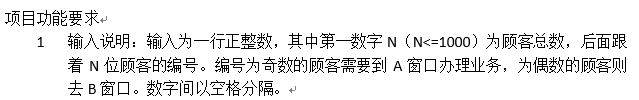 项目功能要求
1 输入说明：输入为一行正整数，其中第一数字 N（N<=1000）为顾客总数，后面跟
着 N 位顾客的编号。编号为奇数的顾客需要到 A 窗口办理业务，为偶数的顾客则
去 B 窗口。数字间以空格分隔。